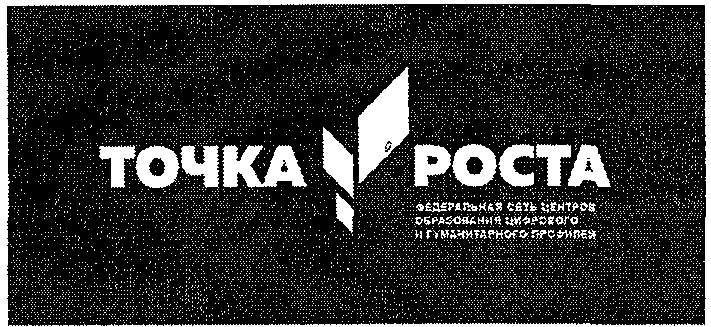 ТОЧКА РОСТА
ФЕДЕРАЛЬНАЯ СЕТЬ ЦЕНТРОВ
ОБРАЗОВАНИЯ ЦИФРОВОГО
И ГУМАНИТАРНОГО ПРОФИЛЕЙ